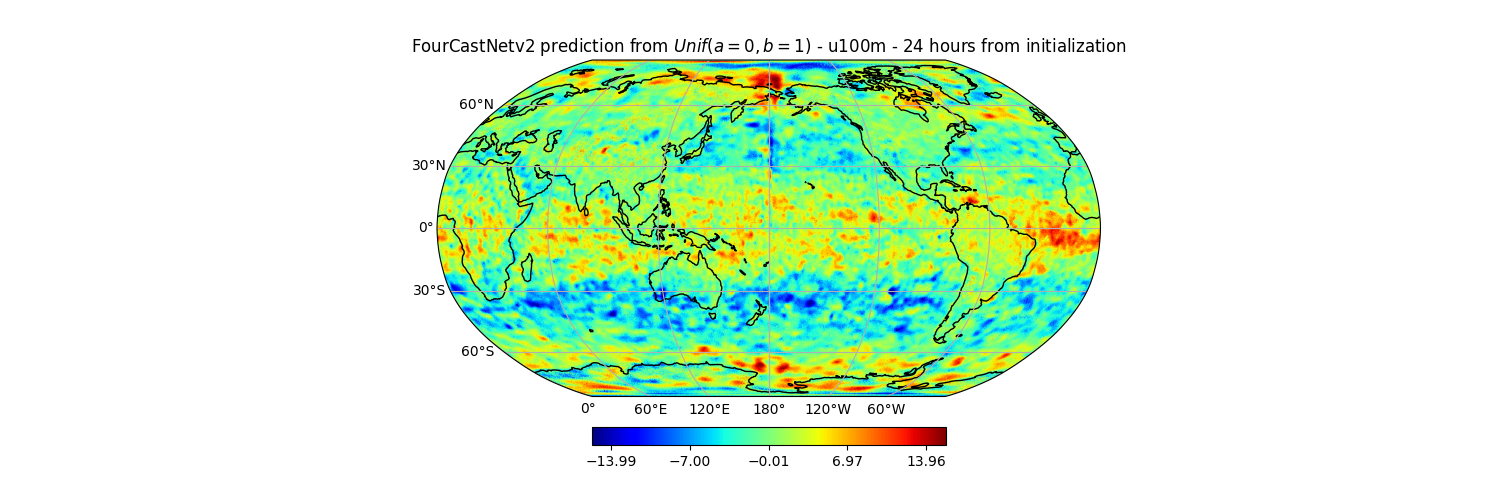 FourCastNetv2 prediction from Unif(a = 0, b = 1) - u100m - 24 hours from initialization
60°N
30°N
0°
30°S
60°S
0° 60°E 120°E 180° 120°W 60°W
−13.99 −7.00 −0.01 6.97 13.96